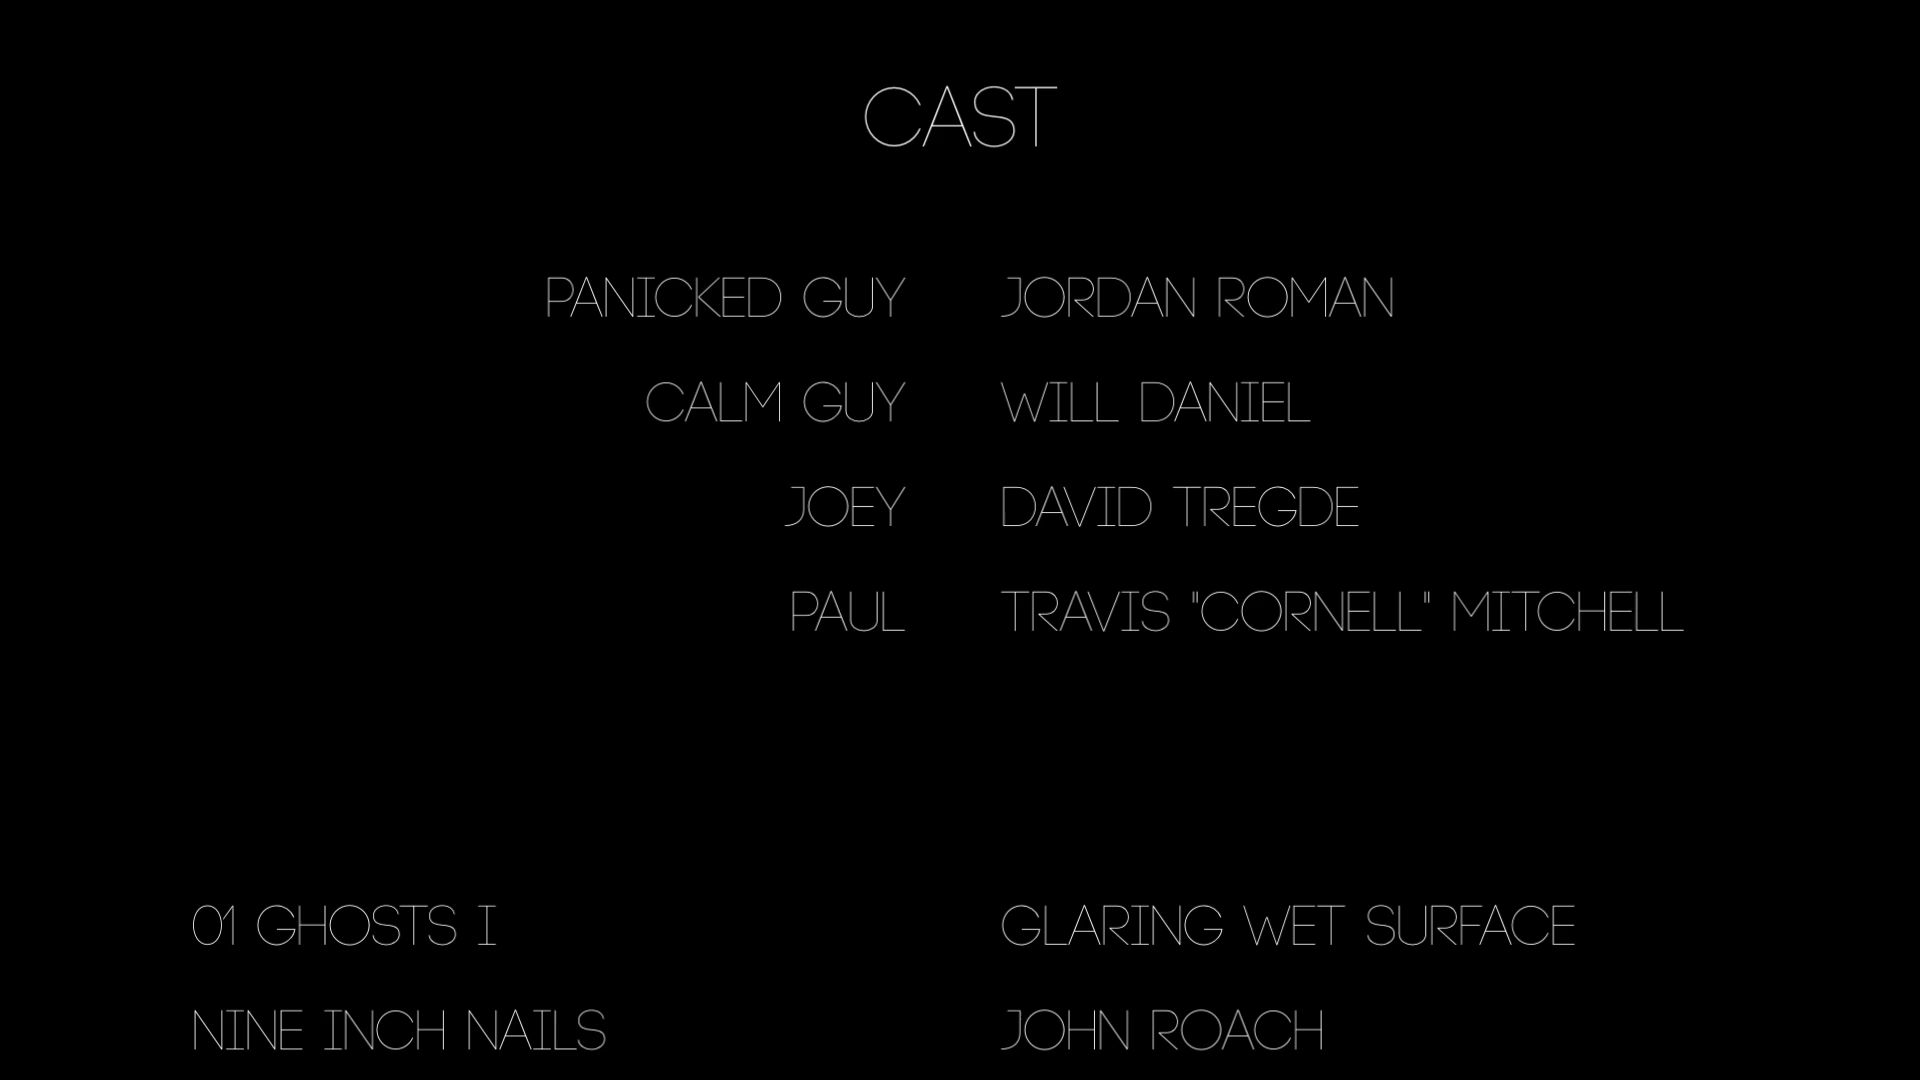 CAST
PANICKED GUY JORDAN ROMAN
CALM GUY WILL DANIEL
JOEY DAVID TREGDE
PAUL TRAVIS "CORNELL" MITCHELL
01 GHOSTS I GLARING WET SURFACE
NINE INCH NAILS JOHN ROACH